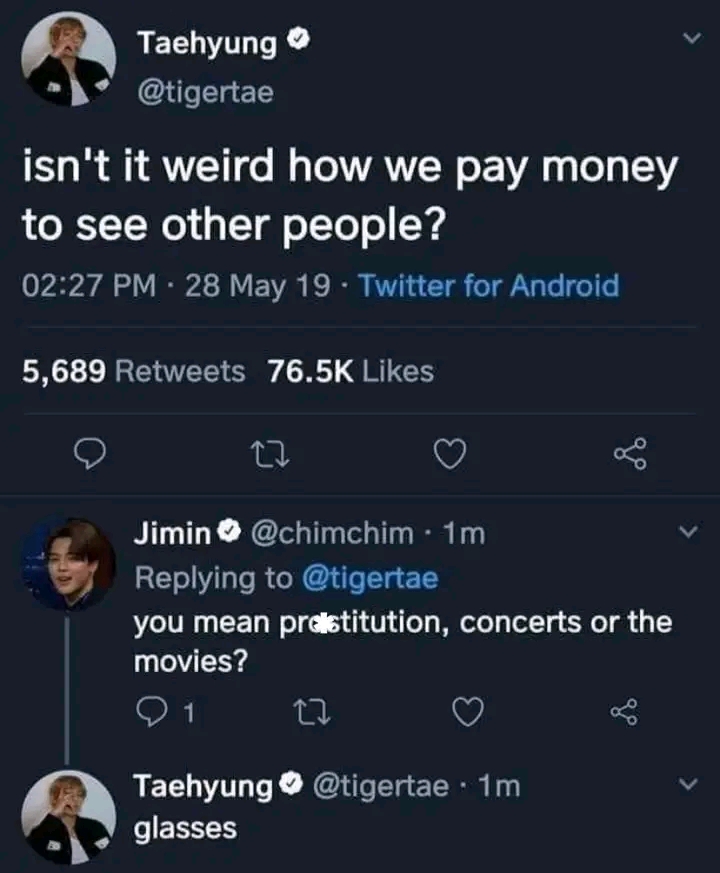 Taehyung
@tigertae
isn't it weird how we pay money
to see other people?
02:27 PM · 28 May 19 · Twitter for Android
5,689 Retweets 76.5K Likes
Jimin @chimchim · 1m
Replying to @tigertae
you mean pr*stitution, concerts or the
movies?
1
Taehyung @tigertae · 1m
glasses